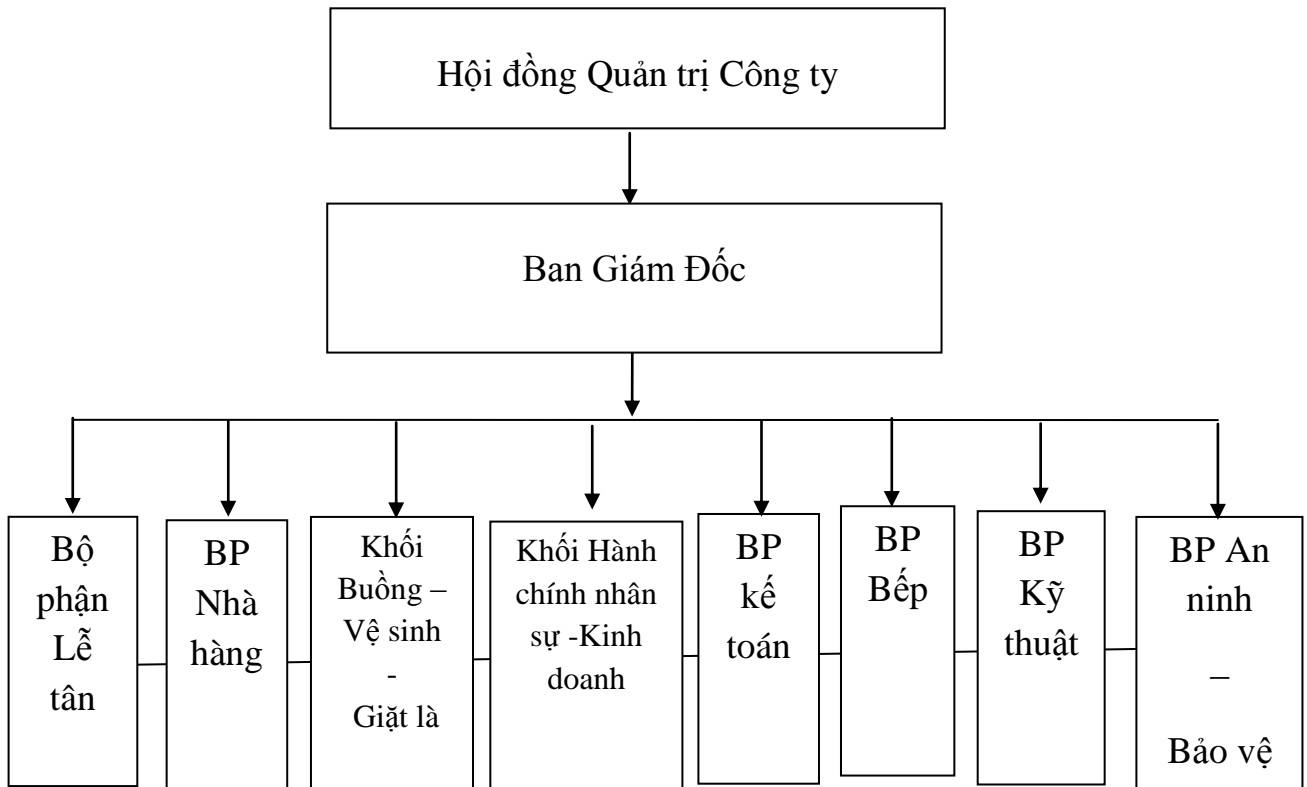 Hội đồng Quản trị Công ty
Ban Giám Đốc
Bộ
phận
Lễ
tân
BP
Nhà
hàng
Khối
Buồng –
Vệ sinh
-
Giặt là
Khối Hành
chính nhân
sự -Kinh
doanh
BP
kế
toán
BP
Bếp
BP
Kỹ
thuật
BP An
ninh
–
Bảo vệ